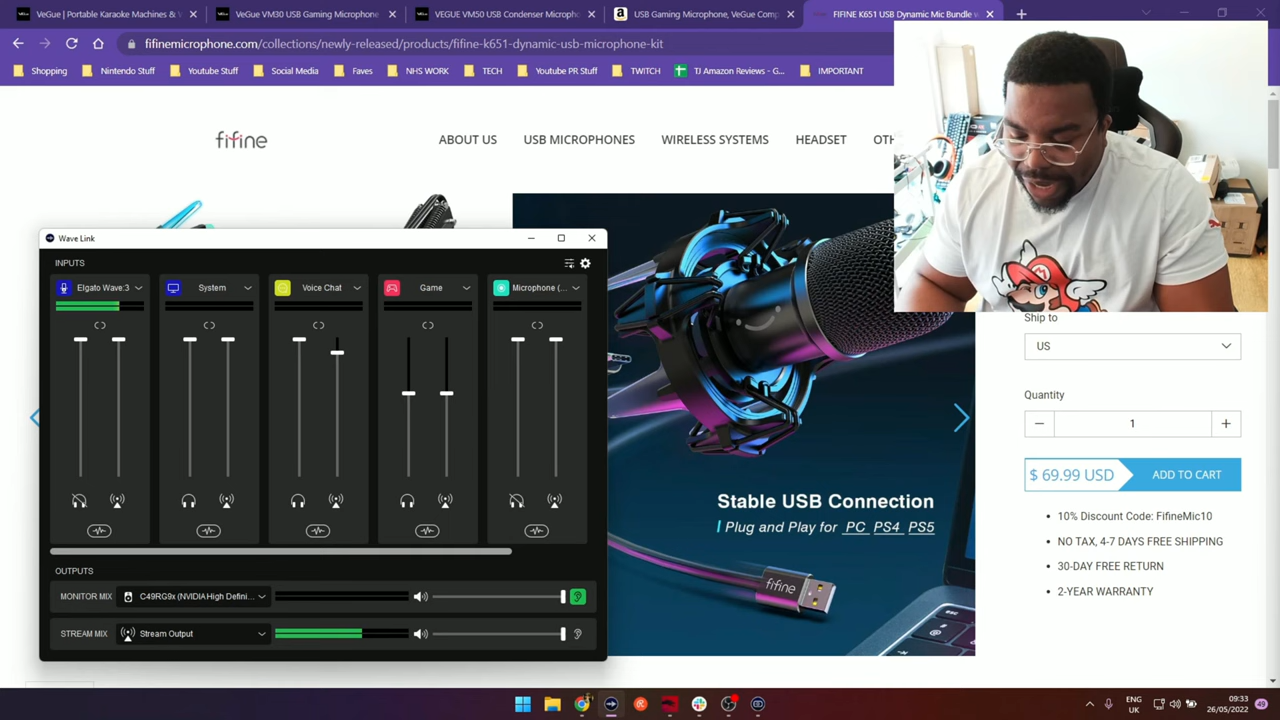 VeGue | Portable Karaoke Machines & V
VeGue VM30 USB Gaming Microphon
VEGUE VM50 USB Condenser Microph
USB Gaming Microphone, VeGue Comp
FIFINE K651 USB Dynamic Mic Bundle w
fifinemicrophone.com/collections/newly-released/products/fifine-k651-dynamic-usb-microphone-kit
Shopping
Nintendo Stuff
Youtube Stuff
Social Media
Faves
NHS WORK
TECH
Youtube PR Stuff
TWITCH
TJ Amazon Reviews - G...
IMPORTANT
fifine
ABOUT US
USB MICROPHONES
WIRELESS SYSTEMS
HEADSET
OTH
Wave Link
INPUTS
Elgato Wave:3
System
Voice Chat
Game
Microphone (...
OUTPUTS
MONITOR MIX
C49RG9x (NVIDIA High Defini...
STREAM MIX
Stream Output
Stable USB Connection
Plug and Play for PC PS4 PS5
fifine
Ship to
US
Quantity
1
$ 69.99 USD
ADD TO CART
10% Discount Code: FifineMic10
NO TAX, 4-7 DAYS FREE SHIPPING
30-DAY FREE RETURN
2-YEAR WARRANTY
ENG
UK
09:33
26/05/2022
49